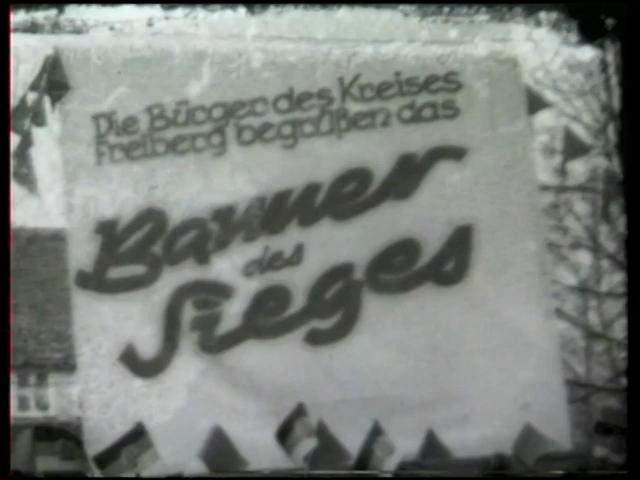 Die Bürger des Kreises
Freiberg begrüßen das
Banner
des
Sieges